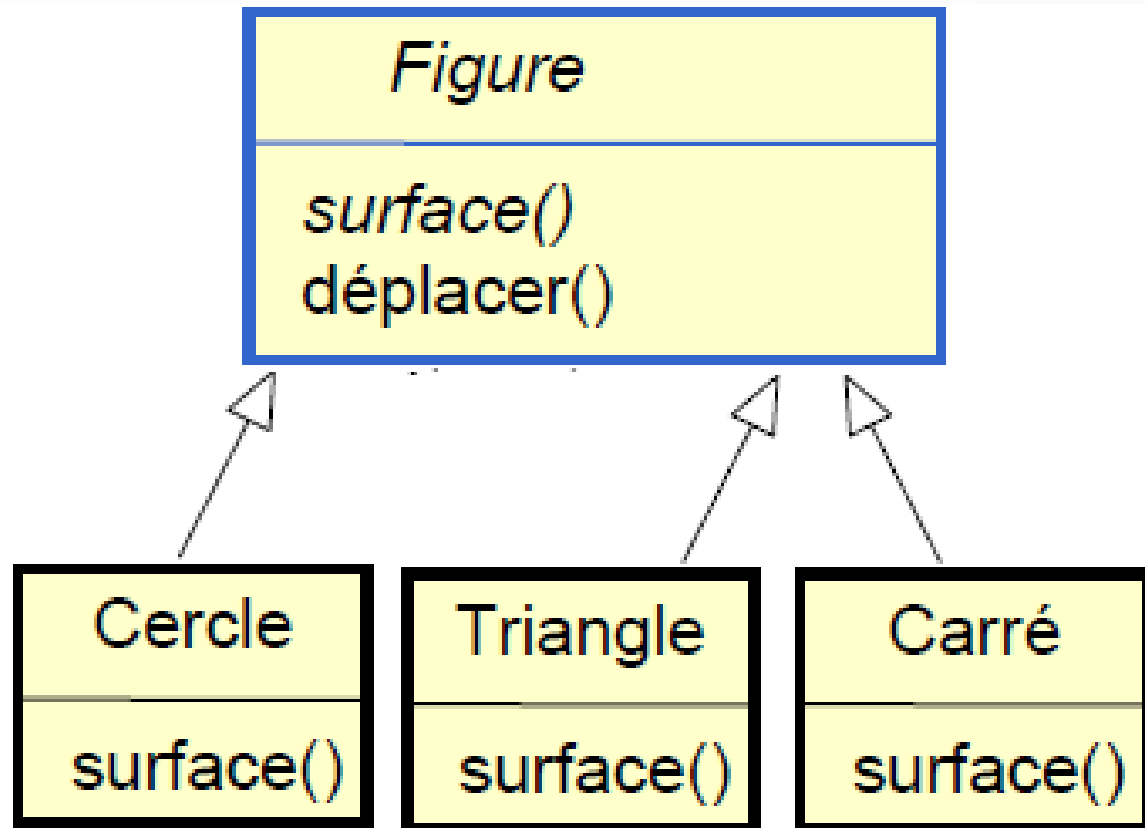 Figure
surface()
déplacer()
Cercle
surface()
Triangle
surface()
Carré
surface()